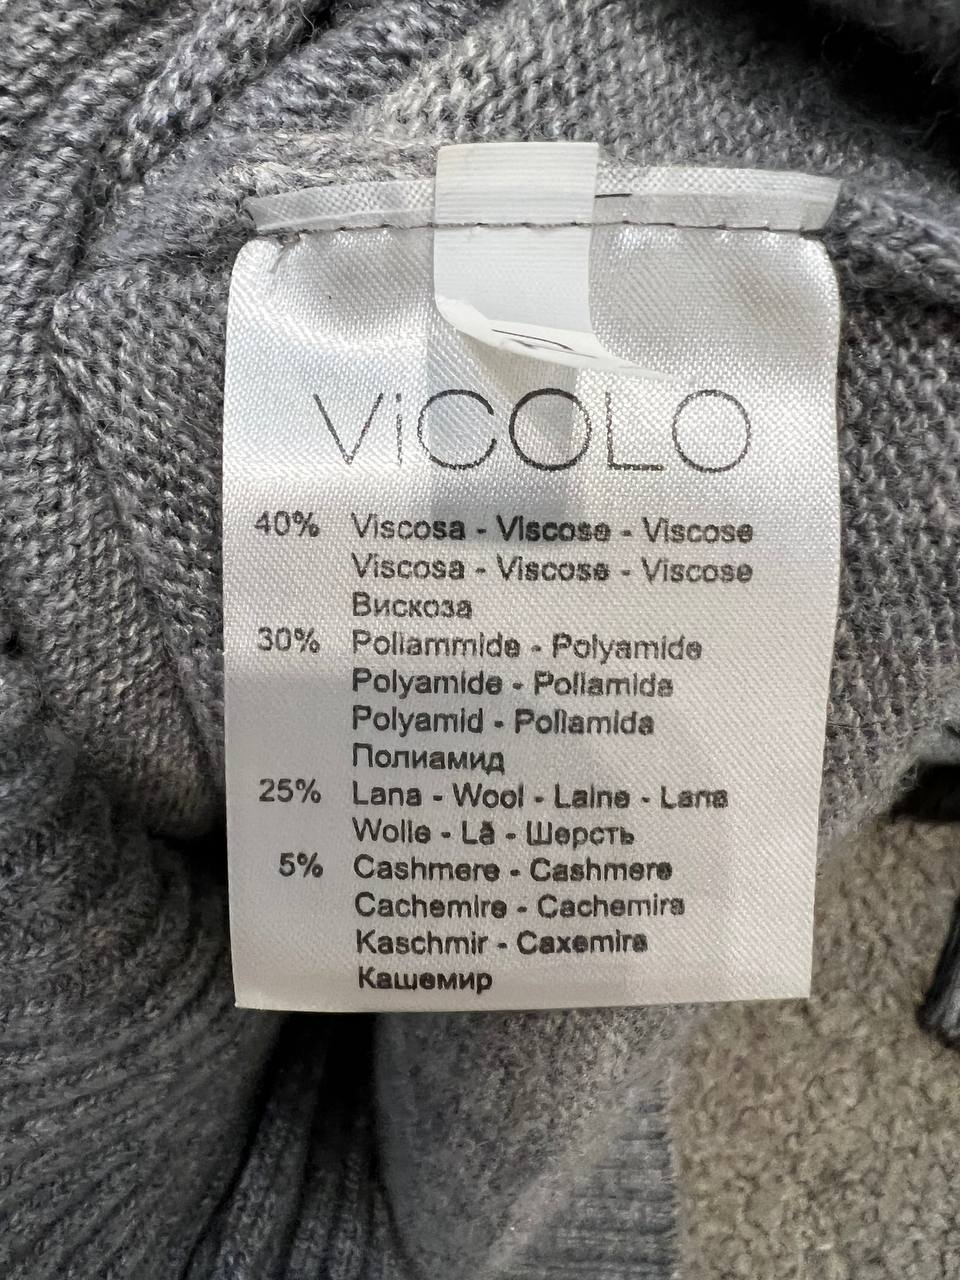 ViCOLO
40% Viscosa - Viscose - Viscose
Viscosa - Viscose - Viscose
Вискоза
30% Poliammide - Polyamide
Polyamide - Poliamida
Polyamid - Poliamida
Полиамид
25% Lana - Wool - Laine - Lana
Wolle - Lã - Шерсть
5% Cashmere - Cashmere
Cachemire - Cachemira
Kaschmir - Caxemira
Кашемир